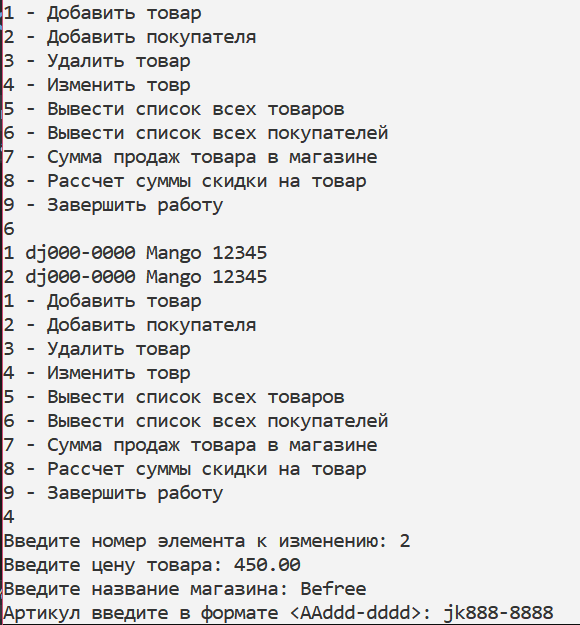 1 - Добавить товар
2 - Добавить покупателя
3 - Удалить товар
4 - Изменить товр
5 - Вывести список всех товаров
6 - Вывести список всех покупателей
7 - Сумма продаж товара в магазине
8 - Рассчет суммы скидки на товар
9 - Завершить работу
6
1 dj000-0000 Mango 12345
2 dj000-0000 Mango 12345
1 - Добавить товар
2 - Добавить покупателя
3 - Удалить товар
4 - Изменить товр
5 - Вывести список всех товаров
6 - Вывести список всех покупателей
7 - Сумма продаж товара в магазине
8 - Рассчет суммы скидки на товар
9 - Завершить работу
4
Введите номер элемента к изменению: 2
Введите цену товара: 450.00
Введите название магазина: Befree
Артикул введите в формате <AAddd-dddd>: jk888-8888